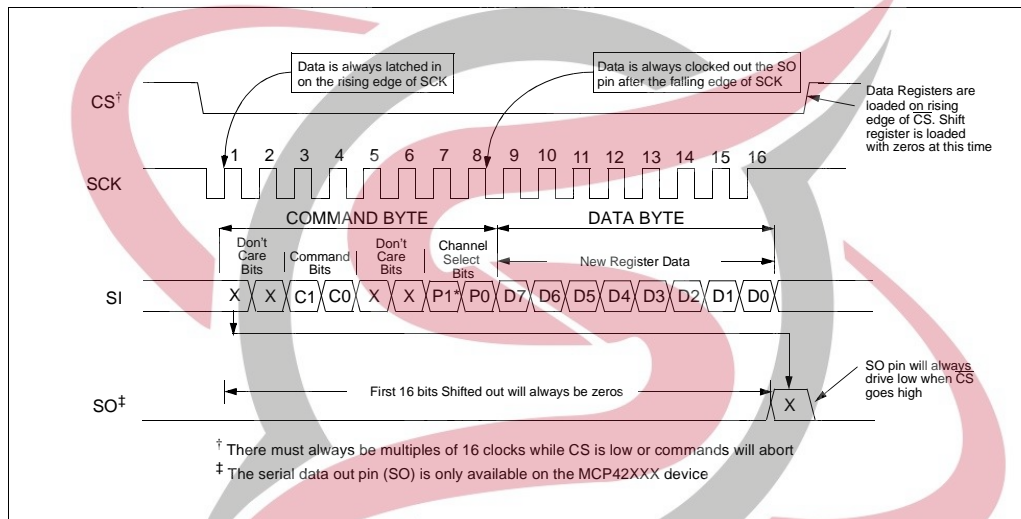 Data is always latched in
on the rising edge of SCK
Data is always clocked out the SO
pin after the falling edge of SCK
CS†
Data Registers are
loaded on rising
edge of C̅S̅. Shift
register is loaded
with zeros at this time
1 2 3 4 5 6 7 8 9 10 11 12 13 14 15 16
SCK
COMMAND BYTE DATA BYTE
Don't
Care
Bits
Command
Bits
Don't
Care
Bits
Channel
Select
Bits
New Register Data
SI X X C1 C0 X X P1* P0 D7 D6 D5 D4 D3 D2 D1 D0
First 16 bits Shifted out will always be zeros
SO‡
X
SO pin will always
drive low when C̅S̅
goes high
† There must always be multiples of 16 clocks while CS is low or commands will abort
‡ The serial data out pin (SO) is only available on the MCP42XXX device